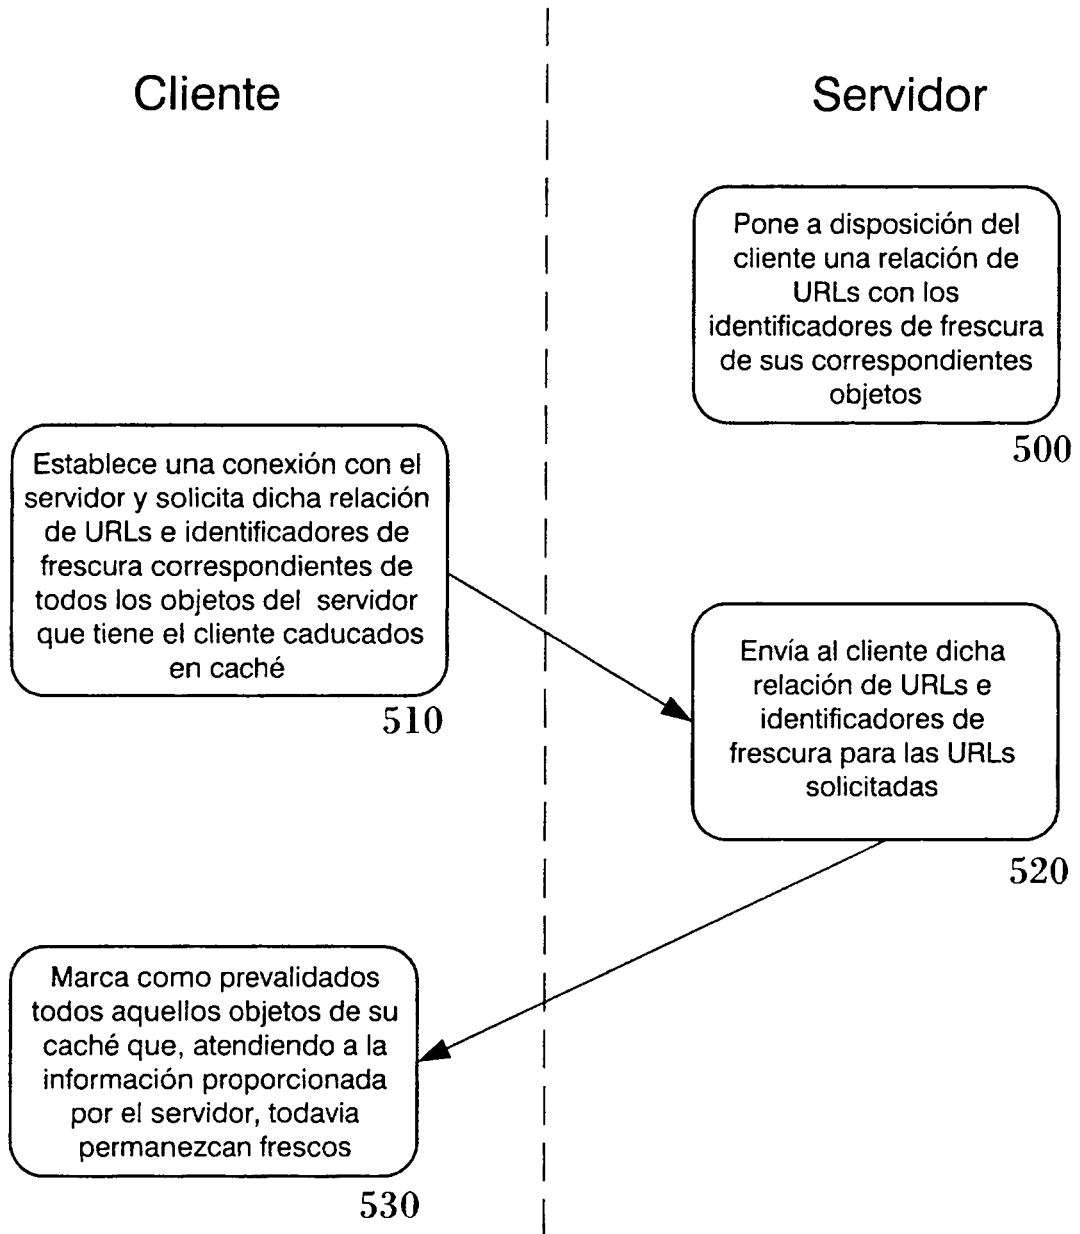 Cliente
Servidor
Pone a disposición del
cliente una relación de
URLs con los
identificadores de frescura
de sus correspondientes
objetos
500
Establece una conexión con el
servidor y solicita dicha relación
de URLs e identificadores de
frescura correspondientes de
todos los objetos del servidor
que tiene el cliente caducados
en caché
510
Envía al cliente dicha
relación de URLs e
identificadores de
frescura para las URLs
solicitadas
520
Marca como prevalidados
todos aquellos objetos de su
caché que, atendiendo a la
información proporcionada
por el servidor, todavia
permanezcan frescos
530